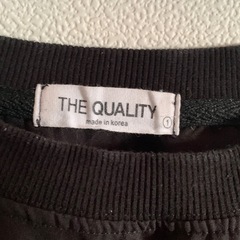 THE QUALITY
made in korea
1